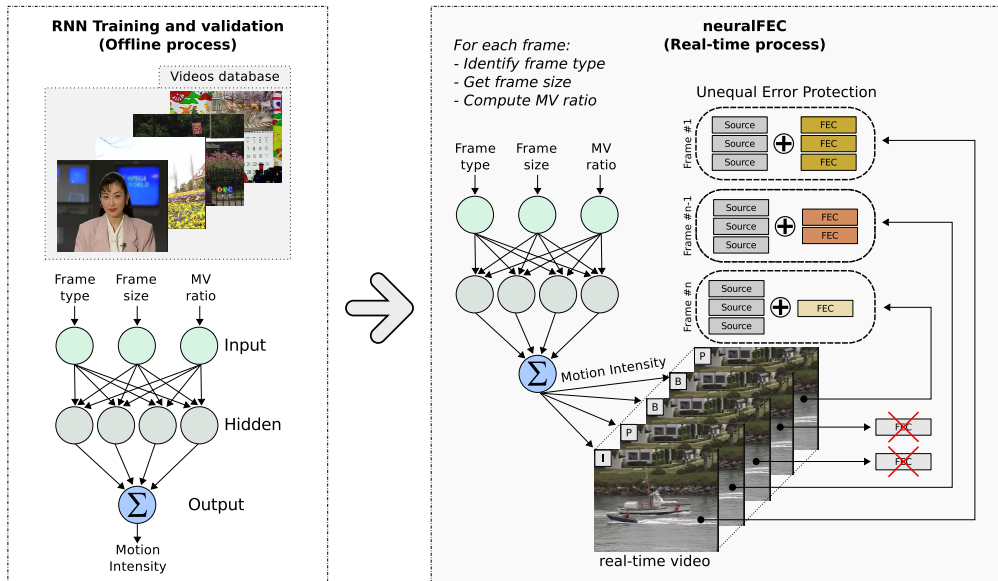 RNN Training and validation
(Offline process)
Videos database
Frame type
Frame size
MV ratio
Input
Hidden
Σ
Output
Motion
Intensity
neuralFEC
(Real-time process)
For each frame:
- Identify frame type
- Get frame size
- Compute MV ratio
Frame type
Frame size
MV ratio
Σ
Motion Intensity
Unequal Error Protection
Frame #1
Source
Source
Source
FEC
FEC
FEC
Frame #n-1
Source
Source
Source
FEC
FEC
Frame #n
Source
Source
Source
FEC
P
B
B
P
I
FEC
FEC
real-time video